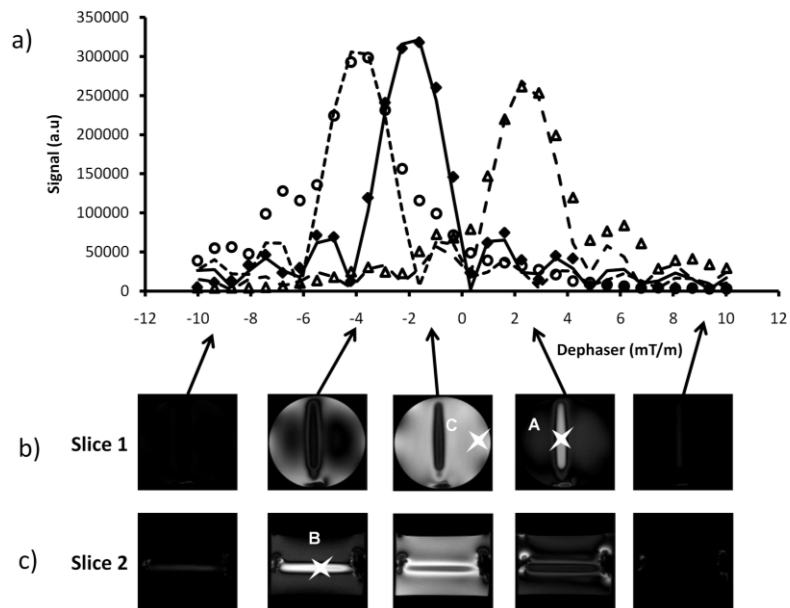 a)
350000
300000
250000
200000
150000
100000
50000
0
Signal (a.u)
-12 -10 -8 -6 -4 -2 0 2 4 6 8 10 12
Dephaser (mT/m)
b) Slice 1
C
A
c) Slice 2
B